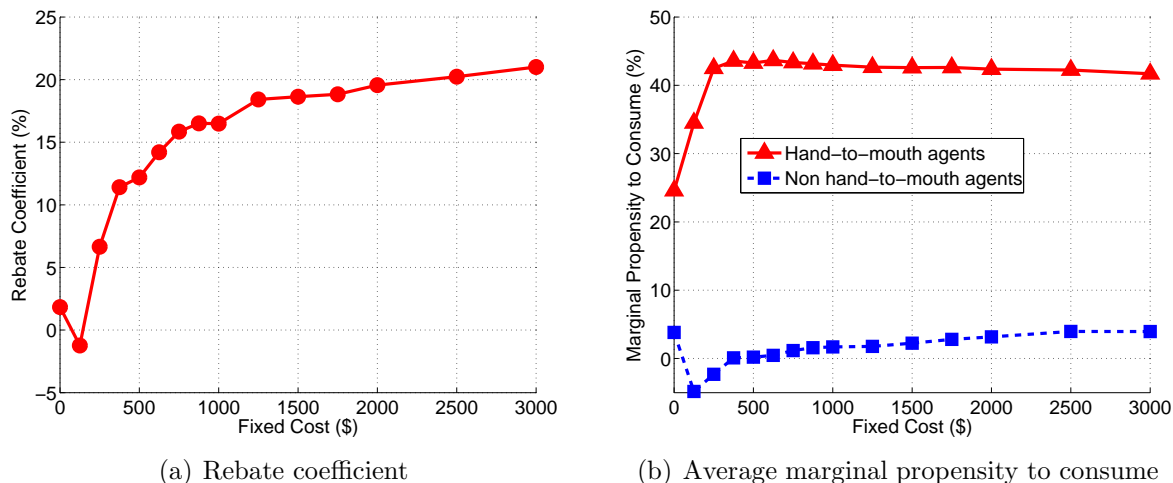 25
20
15
10
5
0
−5
Rebate Coefficient (%)
0 500 1000 1500 2000 2500 3000
Fixed Cost ($)
(a) Rebate coefficient
50
40
30
20
10
0
Marginal Propensity to Consume (%)
Hand−to−mouth agents
Non hand−to−mouth agents
0 500 1000 1500 2000 2500 3000
Fixed Cost ($)
(b) Average marginal propensity to consume